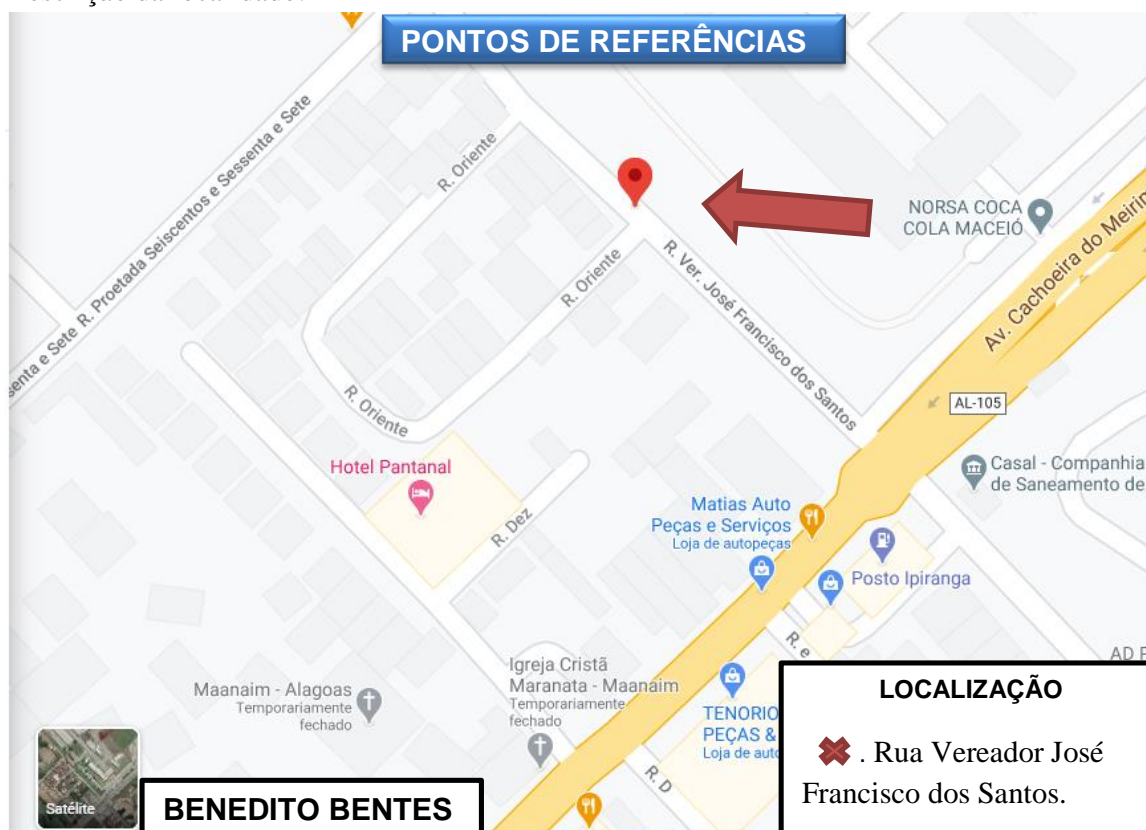 PONTOS DE REFERÊNCIAS
R. Proetada Seiscentos e Sessenta e Sete
R. Oriente
NORSA COCA
COLA MACEIÓ
R. Ver. José Francisco dos Santos
R. Oriente
Av. Cachoeira do Meirim
R. Oriente
AL-105
Hotel Pantanal
Casal - Companhia
de Saneamento de
Matias Auto
Peças e Serviços
Loja de autopeças
R. Dez
Posto Ipiranga
R. e
AD
Igreja Cristã
Maranata - Maanaim
Temporariamente
fechado
Maanaim - Alagoas
Temporariamente
fechado
TENORIO
PEÇAS &
Loja de auto
R. D
LOCALIZAÇÃO
. Rua Vereador José
Francisco dos Santos.
Satélite
BENEDITO BENTES